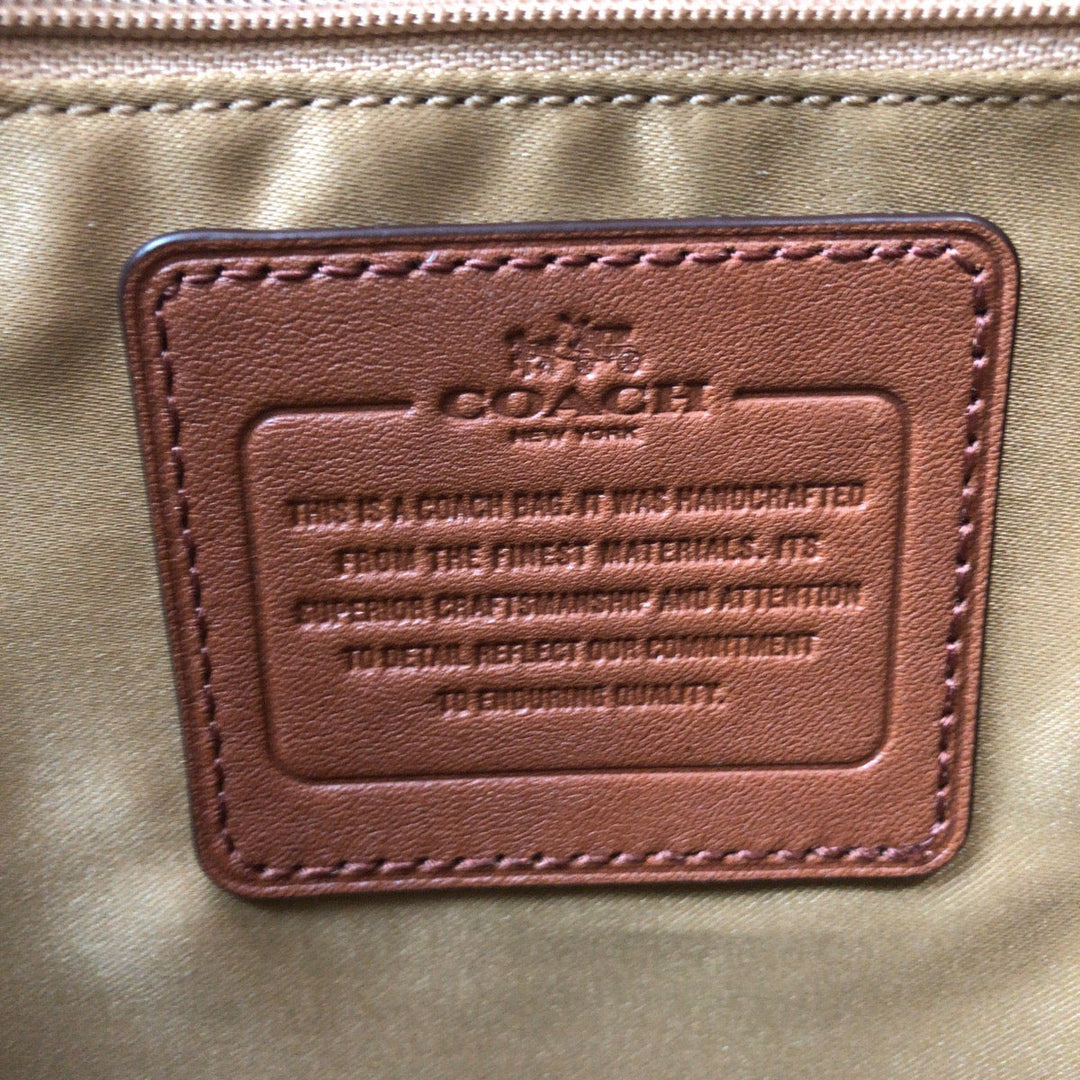 COACH
NEW YORK
THIS IS A COACH BAG. IT WAS HANDCRAFTED
FROM THE FINEST MATERIALS. ITS
SUPERIOR CRAFTSMANSHIP AND ATTENTION
TO DETAIL REFLECT OUR COMMITMENT
TO ENDURING QUALITY.